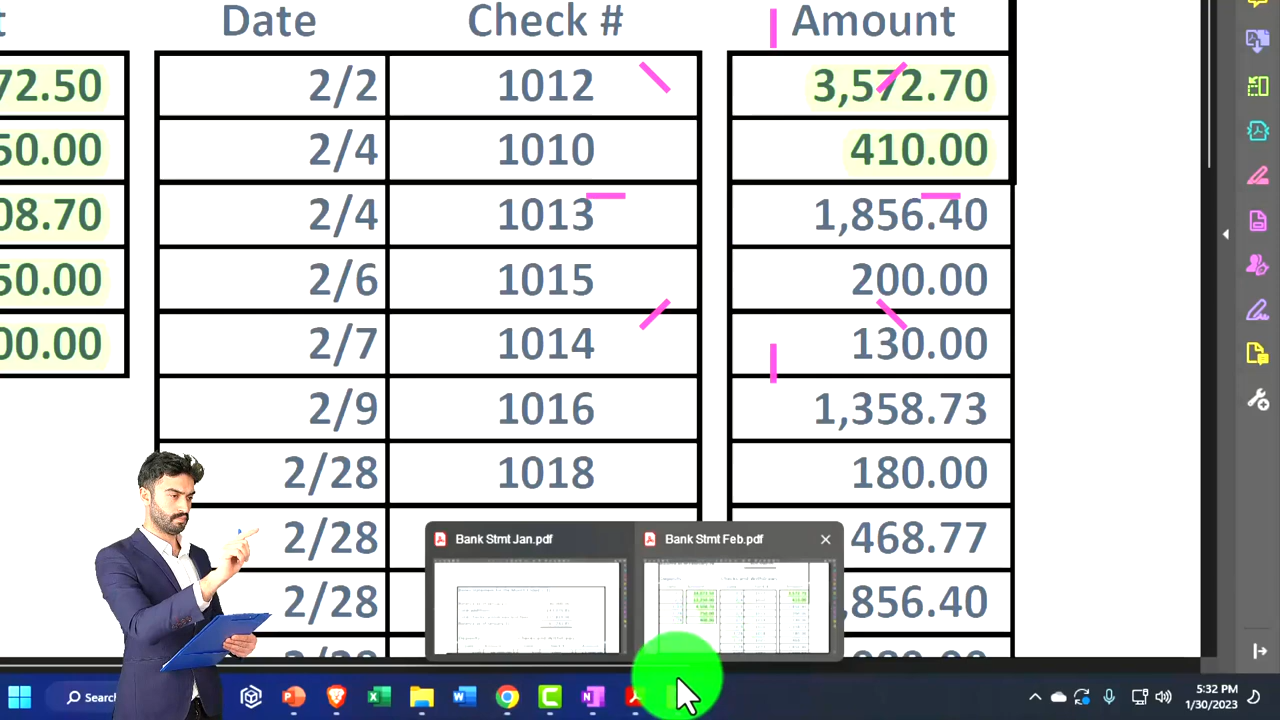 t Date Check # Amount
72.50 2/2 1012 3,572.70
50.00 2/4 1010 410.00
08.70 2/4 1013 1,856.40
50.00 2/6 1015 200.00
00.00 2/7 1014 130.00
2/9 1016 1,358.73
2/28 1018 180.00
2/28 468.77
2/28 ,856.40
Bank Stmt Jan.pdf Bank Stmt Feb.pdf
Search
5:32 PM
1/30/2023